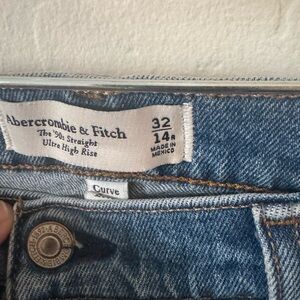 Abercrombie & Fitch
The '90s Straight
Ultra High Rise
32
14R
MADE IN
MEXICO
Curve